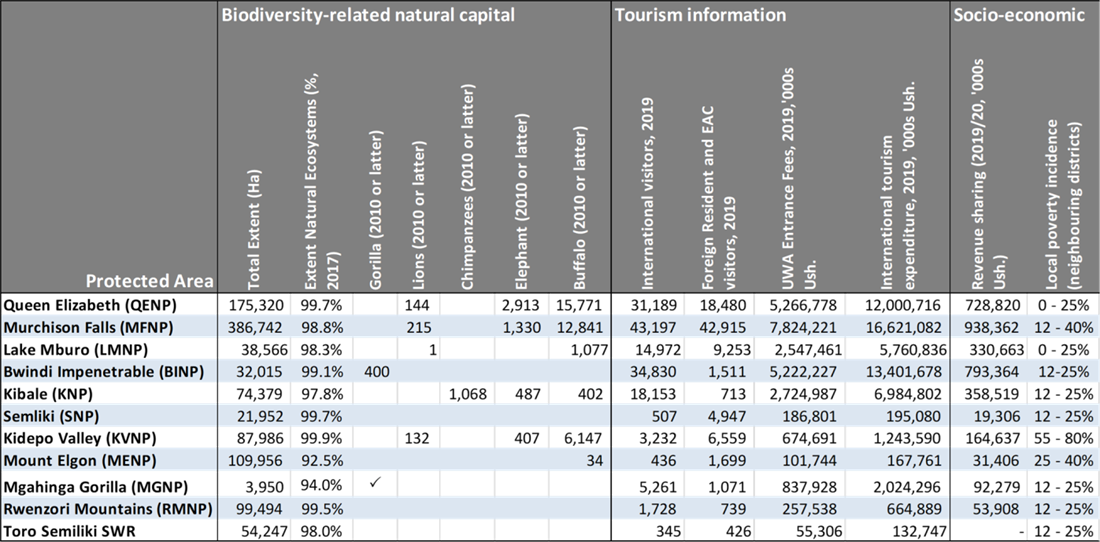 Biodiversity-related natural capital Tourism information Socio-economic
Protected Area
Total Extent (Ha)
Extent Natural Ecosystems (%,
2017)
Gorilla (2010 or latter)
Lions (2010 or latter)
Chimpanzees (2010 or latter)
Elephant (2010 or latter)
Buffalo (2010 or latter)
International visitors, 2019
Foreign Resident and EAC
visitors, 2019
UWA Entrance Fees, 2019,'000s
Ush.
International tourism
expenditure, 2019, '000s Ush.
Revenue sharing (2019/20, '000s
Ush.)
Local poverty incidence
(neighbouring districts)
Queen Elizabeth (QENP) 175,320 99.7% 144 2,913 15,771 31,189 18,480 5,266,778 12,000,716 728,820 0 - 25%
Murchison Falls (MFNP) 386,742 98.8% 215 1,330 12,841 43,197 42,915 7,824,221 16,621,082 938,362 12 - 40%
Lake Mburo (LMNP) 38,566 98.3% 1 1,077 14,972 9,253 2,547,461 5,760,836 330,663 0 - 25%
Bwindi Impenetrable (BINP) 32,015 99.1% 400 34,830 1,511 5,222,227 13,401,678 793,364 12-25%
Kibale (KNP) 74,379 97.8% 1,068 487 402 18,153 713 2,724,987 6,984,802 358,519 12 - 25%
Semliki (SNP) 21,952 99.7% 507 4,947 186,801 195,080 19,306 12 - 25%
Kidepo Valley (KVNP) 87,986 99.9% 132 407 6,147 3,232 6,559 674,691 1,243,590 164,637 55 - 80%
Mount Elgon (MENP) 109,956 92.5% 34 436 1,699 101,744 167,761 31,406 25 - 40%
Mgahinga Gorilla (MGNP) 3,950 94.0% ✓ 5,261 1,071 837,928 2,024,296 92,279 12 - 25%
Rwenzori Mountains (RMNP) 99,494 99.5% 1,728 739 257,538 664,889 53,908 12 - 25%
Toro Semiliki SWR 54,247 98.0% 345 426 55,306 132,747 - 12 - 25%